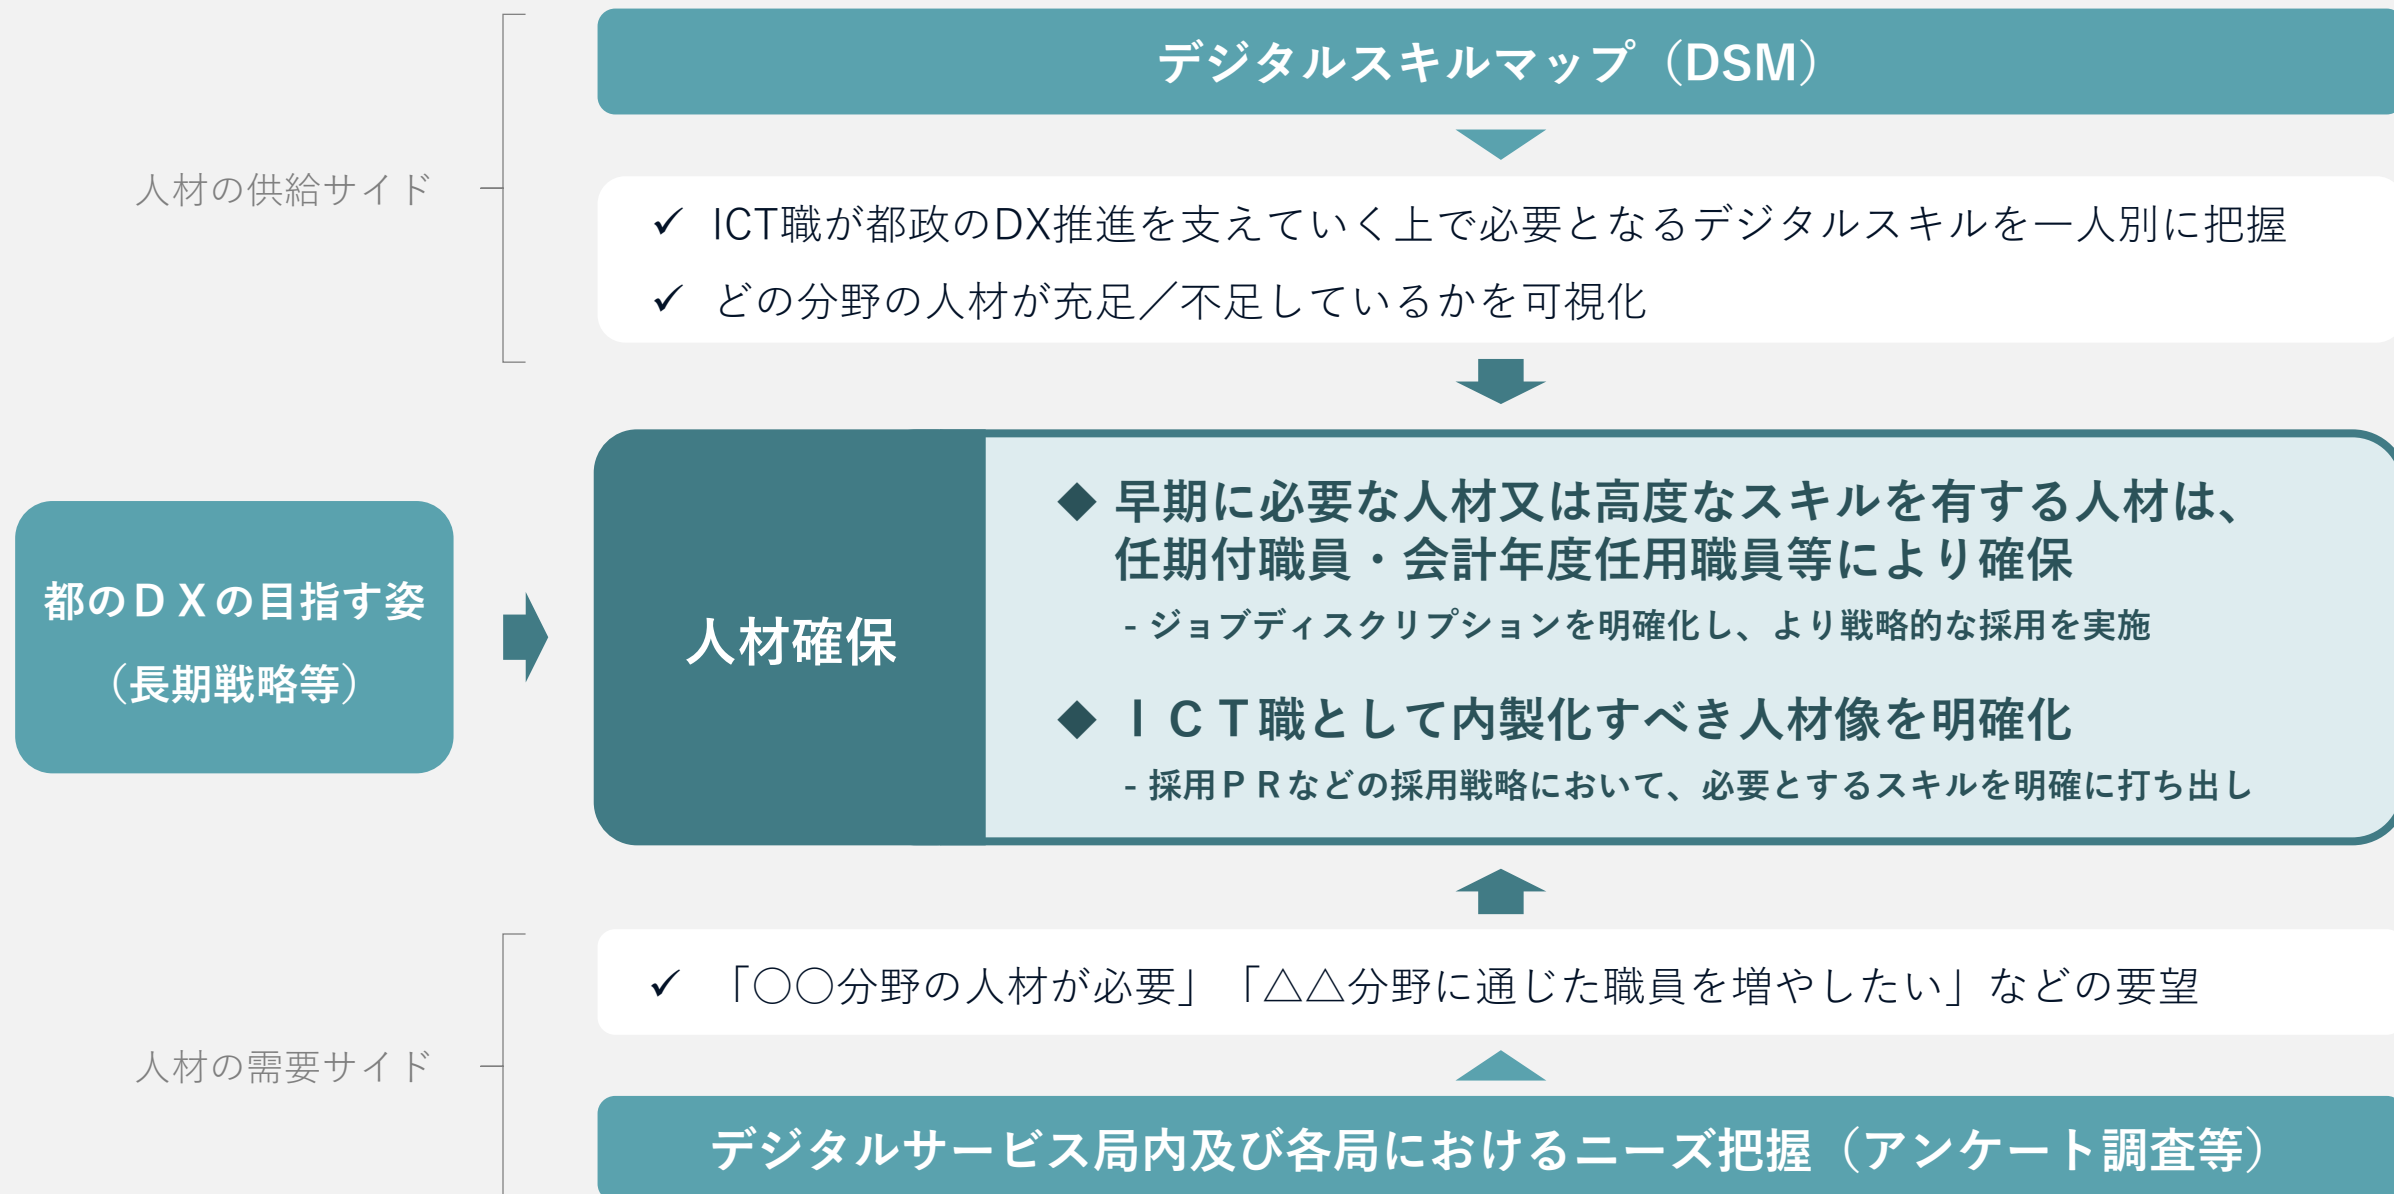 デジタルスキルマップ（DSM）
人材の供給サイド
✓ ICT職が都政のDX推進を支えていく上で必要となるデジタルスキルを一人別に把握
✓ どの分野の人材が充足／不足しているかを可視化
都のＤＸの目指す姿
（長期戦略等）
人材確保
◆ 早期に必要な人材又は高度なスキルを有する人材は、
任期付職員・会計年度任用職員等により確保
- ジョブディスクリプションを明確化し、より戦略的な採用を実施
◆ ＩＣＴ職として内製化すべき人材像を明確化
- 採用ＰＲなどの採用戦略において、必要とするスキルを明確に打ち出し
✓ 「○○分野の人材が必要」「△△分野に通じた職員を増やしたい」などの要望
人材の需要サイド
デジタルサービス局内及び各局におけるニーズ把握（アンケート調査等）